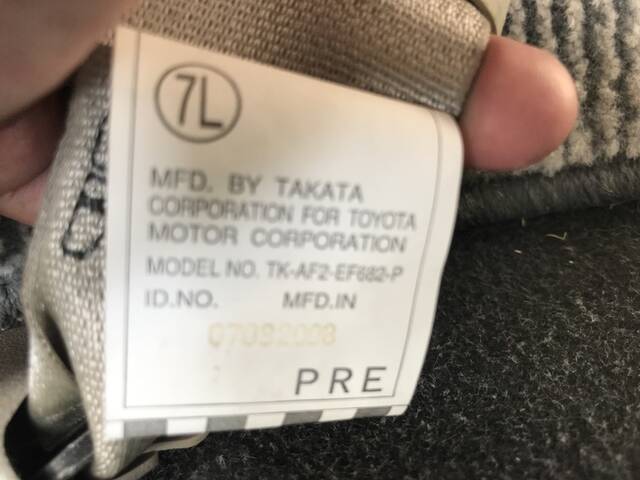 7L
MFD. BY TAKATA
CORPORATION FOR TOYOTA
MOTOR CORPORATION
MODEL NO. TK-AF2-EF682-P
ID.NO. MFD.IN
PRE